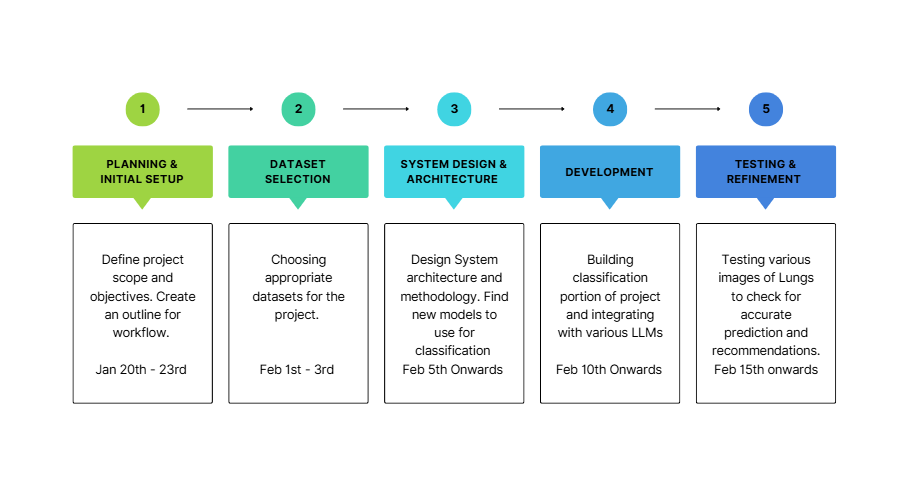 1
2
3
4
5
PLANNING &
INITIAL SETUP
DATASET
SELECTION
SYSTEM DESIGN &
ARCHITECTURE
DEVELOPMENT
TESTING &
REFINEMENT
Define project
scope and
objectives. Create
an outline for
workflow.
Jan 20th - 23rd
Choosing
appropriate
datasets for the
project.
Feb 1st - 3rd
Design System
architecture and
methodology. Find
new models to
use for
classification
Feb 5th Onwards
Building
classification
portion of project
and integrating
with various LLMs
Feb 10th Onwards
Testing various
images of Lungs
to check for
accurate
prediction and
recommendations.
Feb 15th onwards